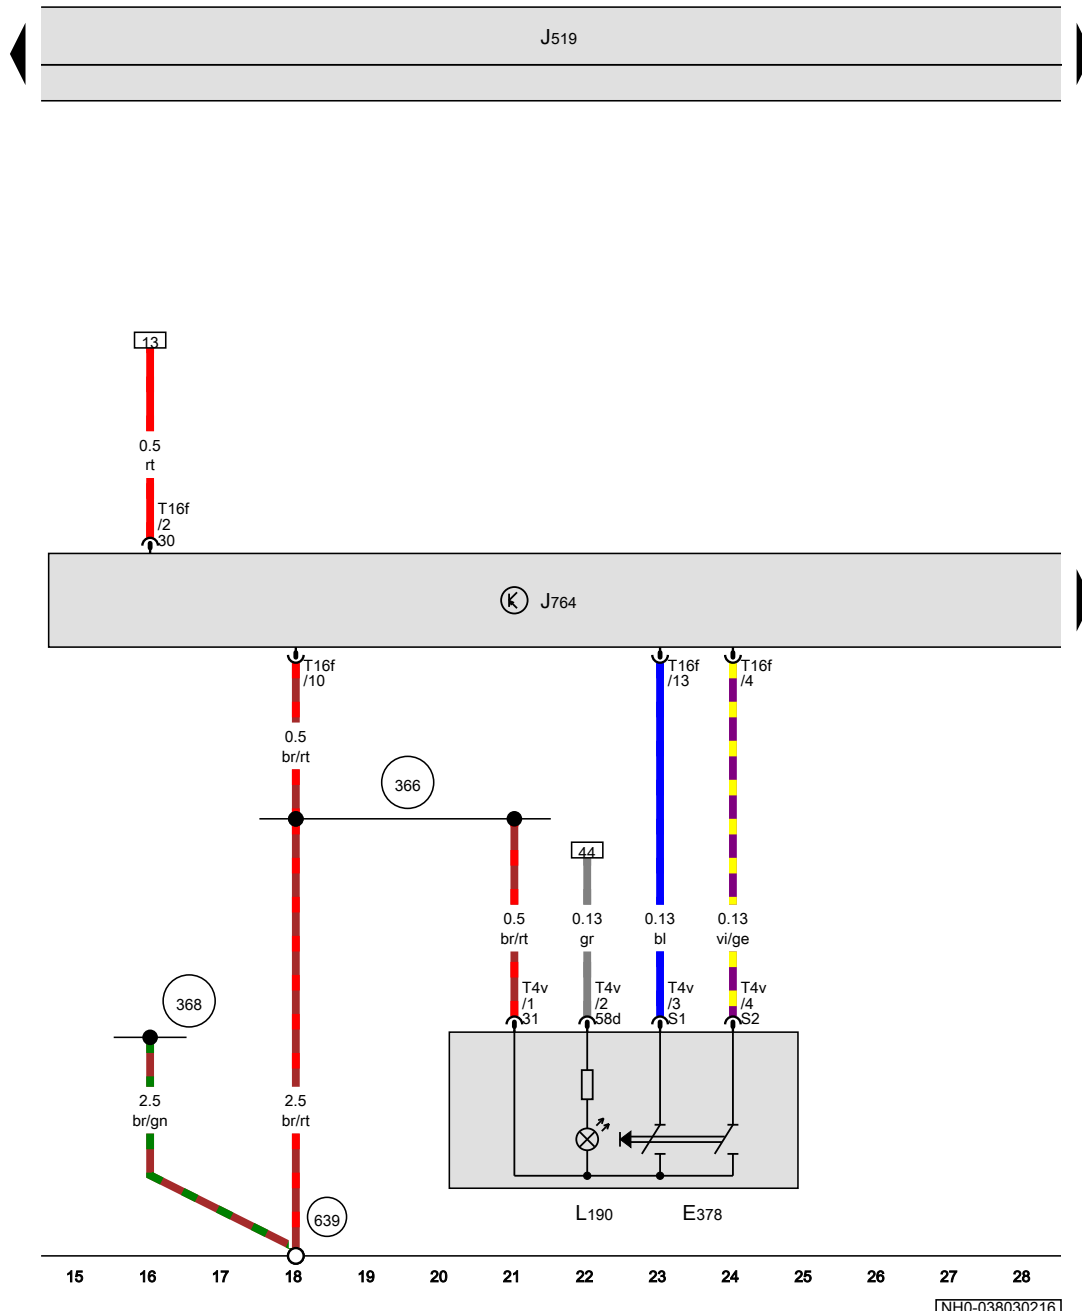 J519
13
0.5
rt
T16f
/2
30
J764
T16f
/10
T16f
/13
T16f
/4
0.5
br/rt
366
44
0.5
br/rt
0.13
gr
0.13
bl
0.13
vi/ge
368
T4v
/1
31
T4v
/2
58d
T4v
/3
S1
T4v
/4
S2
2.5
br/gn
2.5
br/rt
639
L190
E378
15 16 17 18 19 20 21 22 23 24 25 26 27 28
NH0-038030216